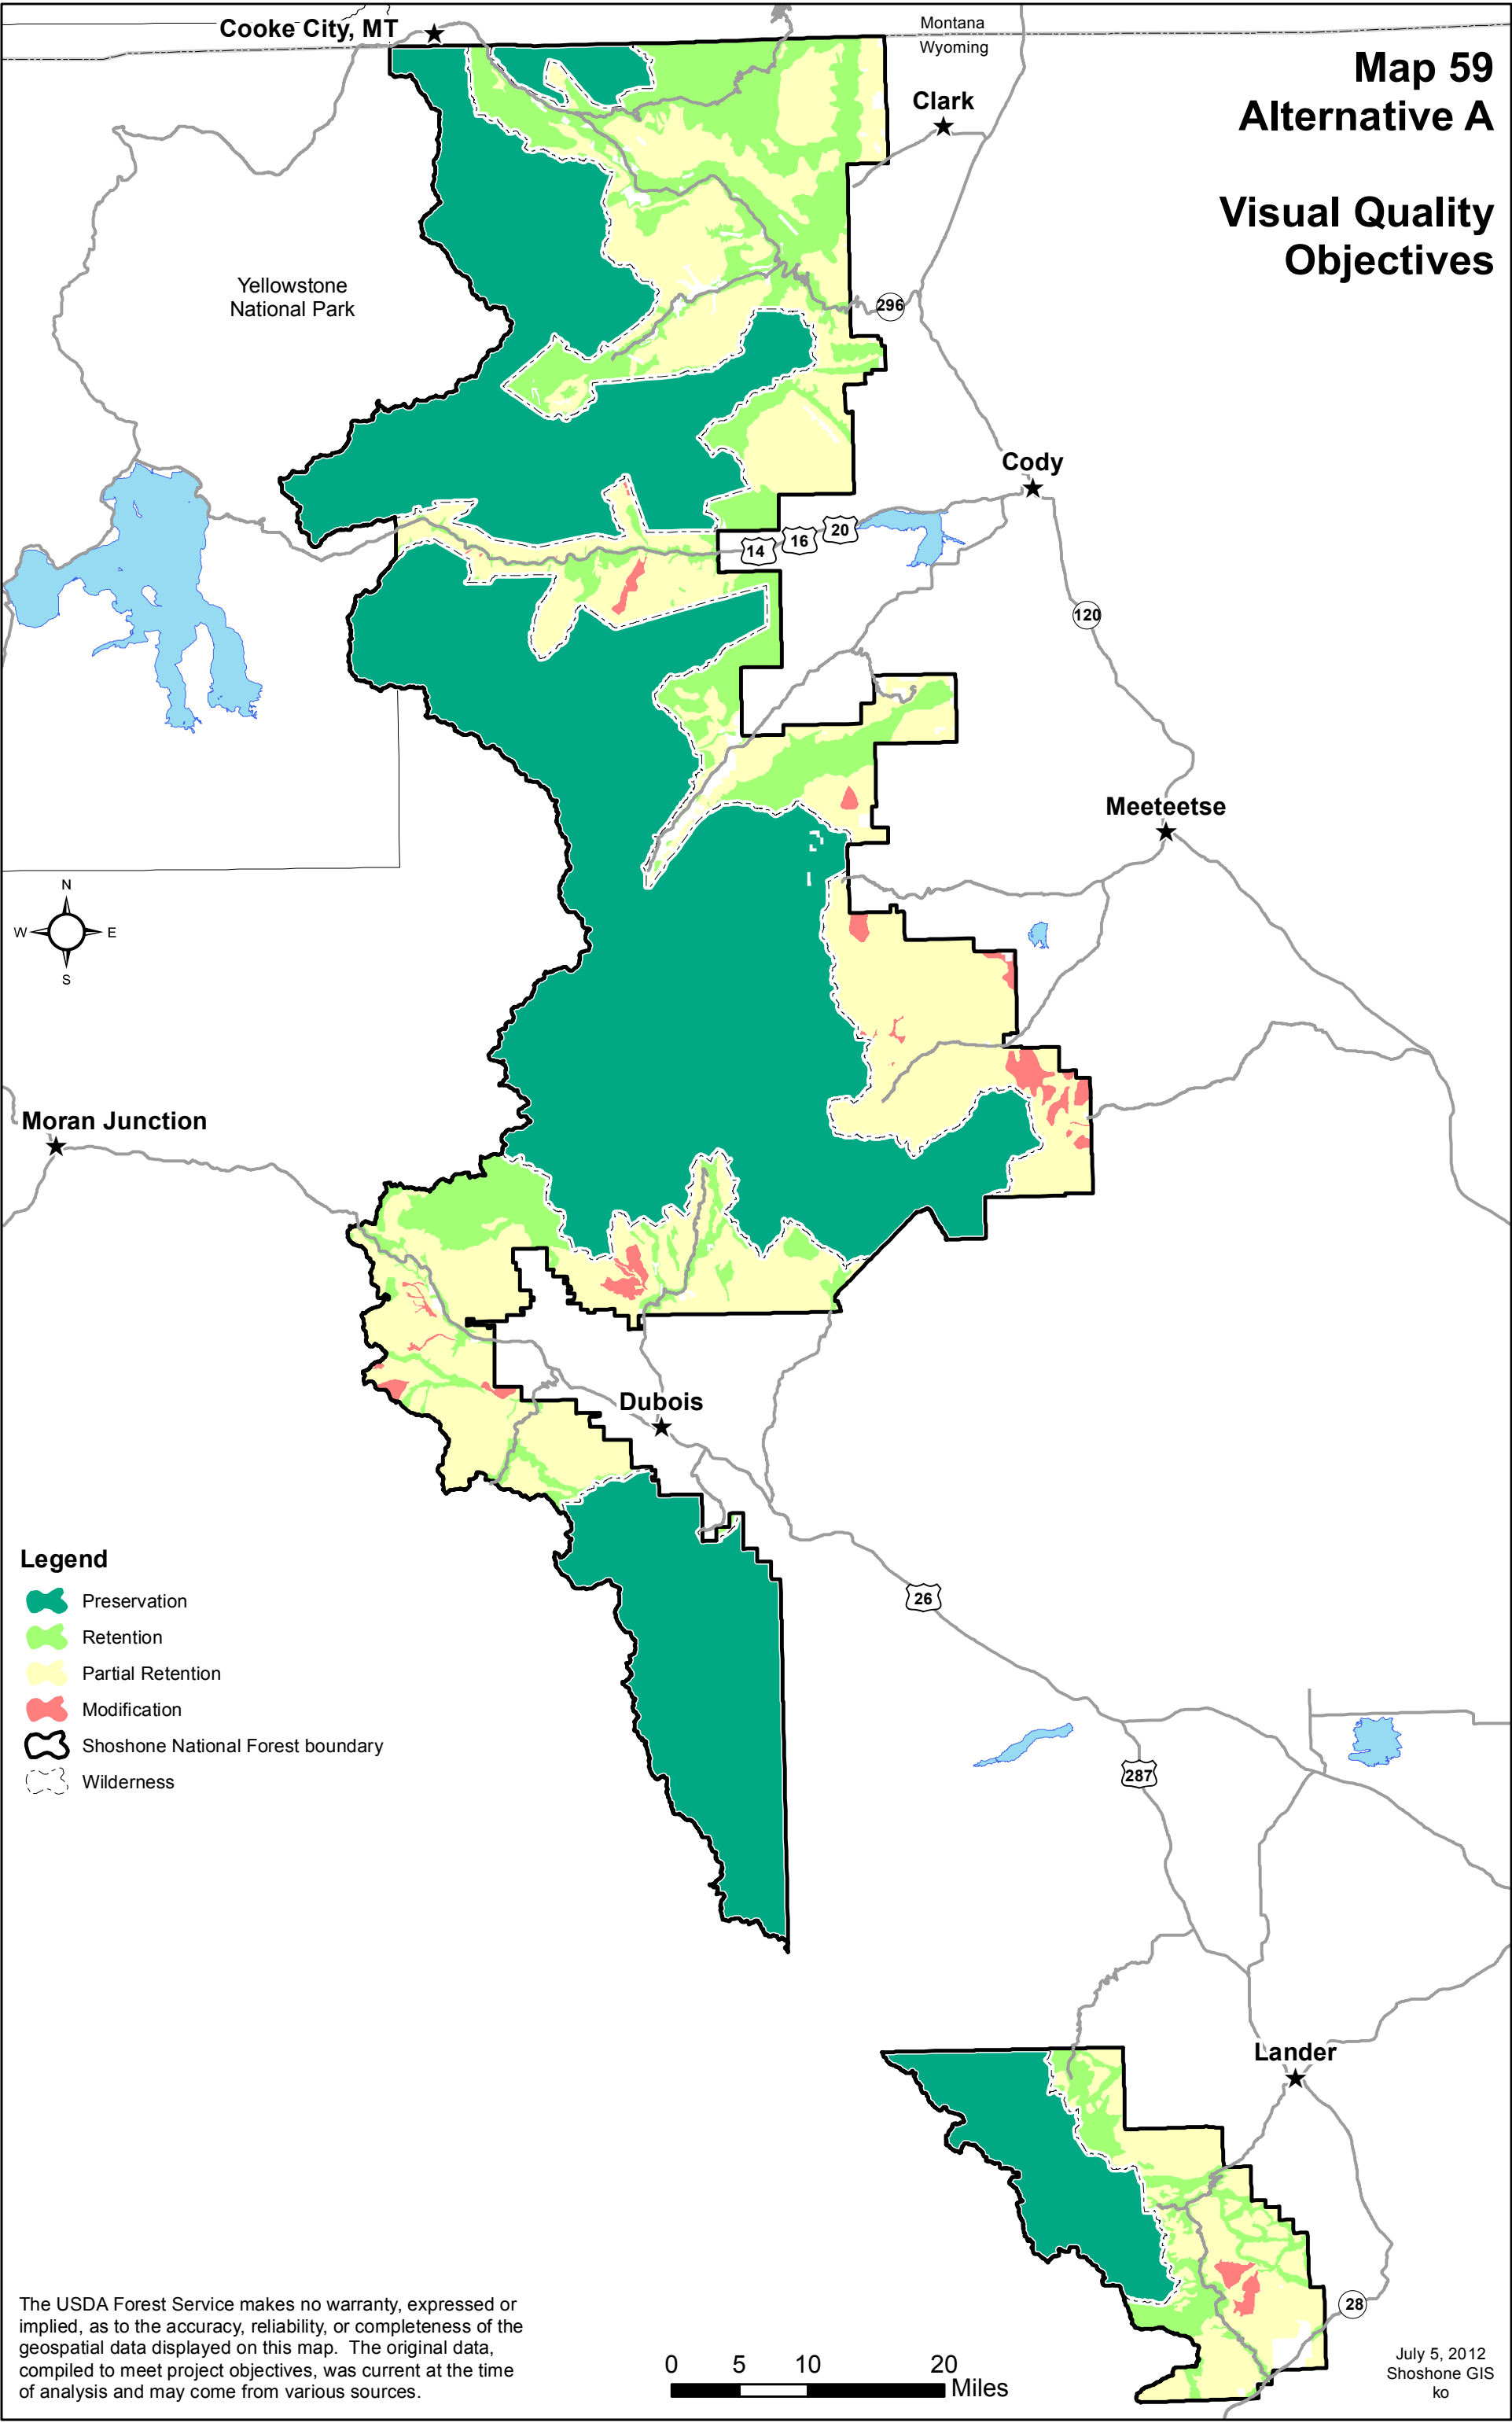 Cooke City, MT
Montana
Wyoming
Map 59
Alternative A
Visual Quality
Objectives
Clark
Yellowstone
National Park
296
Cody
14
16
20
120
Meeteetse
N
W
E
S
Moran Junction
Dubois
26
Legend
Preservation
Retention
Partial Retention
Modification
Shoshone National Forest boundary
Wilderness
287
Lander
28
The USDA Forest Service makes no warranty, expressed or
implied, as to the accuracy, reliability, or completeness of the
geospatial data displayed on this map. The original data,
compiled to meet project objectives, was current at the time
of analysis and may come from various sources.
0 5 10 20
Miles
July 5, 2012
Shoshone GIS
ko